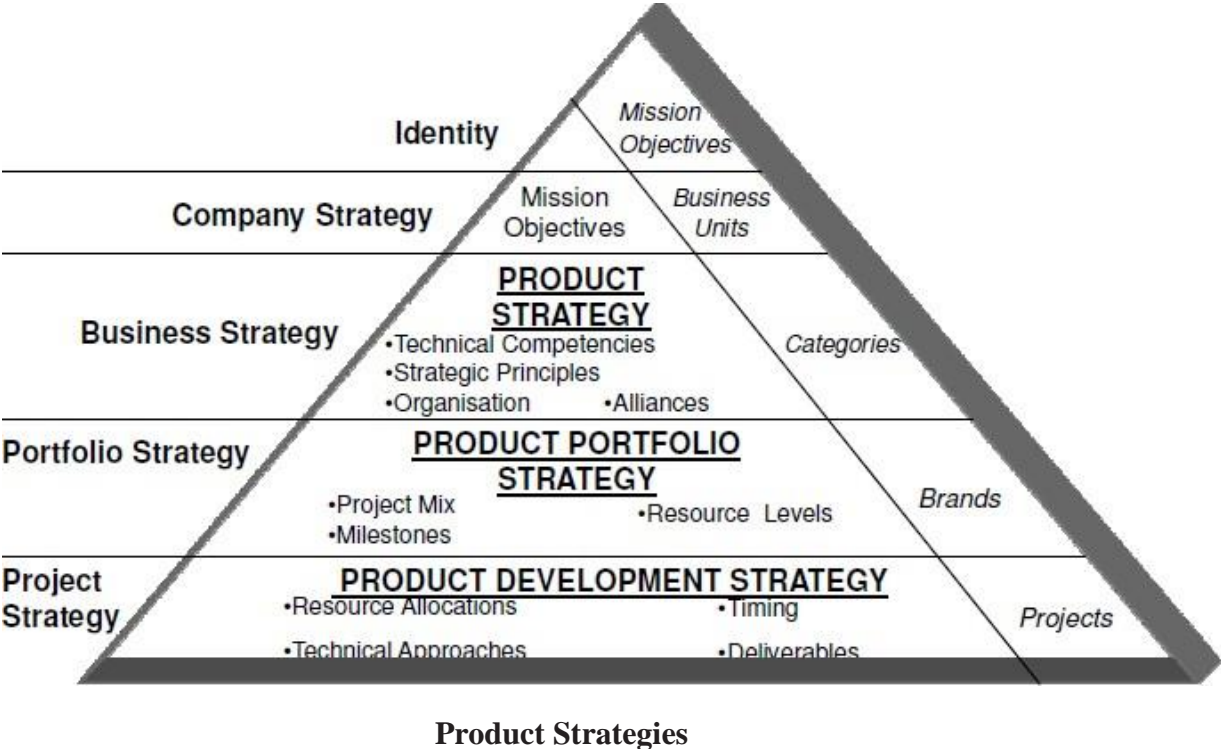 Identity
Mission
Objectives
Company Strategy
Mission
Objectives
Business
Units
Business Strategy
PRODUCT
STRATEGY
•Technical Competencies
•Strategic Principles
•Organisation •Alliances
Categories
Portfolio Strategy
PRODUCT PORTFOLIO
STRATEGY
•Project Mix •Resource Levels
•Milestones
Brands
Project
Strategy
PRODUCT DEVELOPMENT STRATEGY
•Resource Allocations •Timing
•Technical Approaches •Deliverables
Projects
Product Strategies